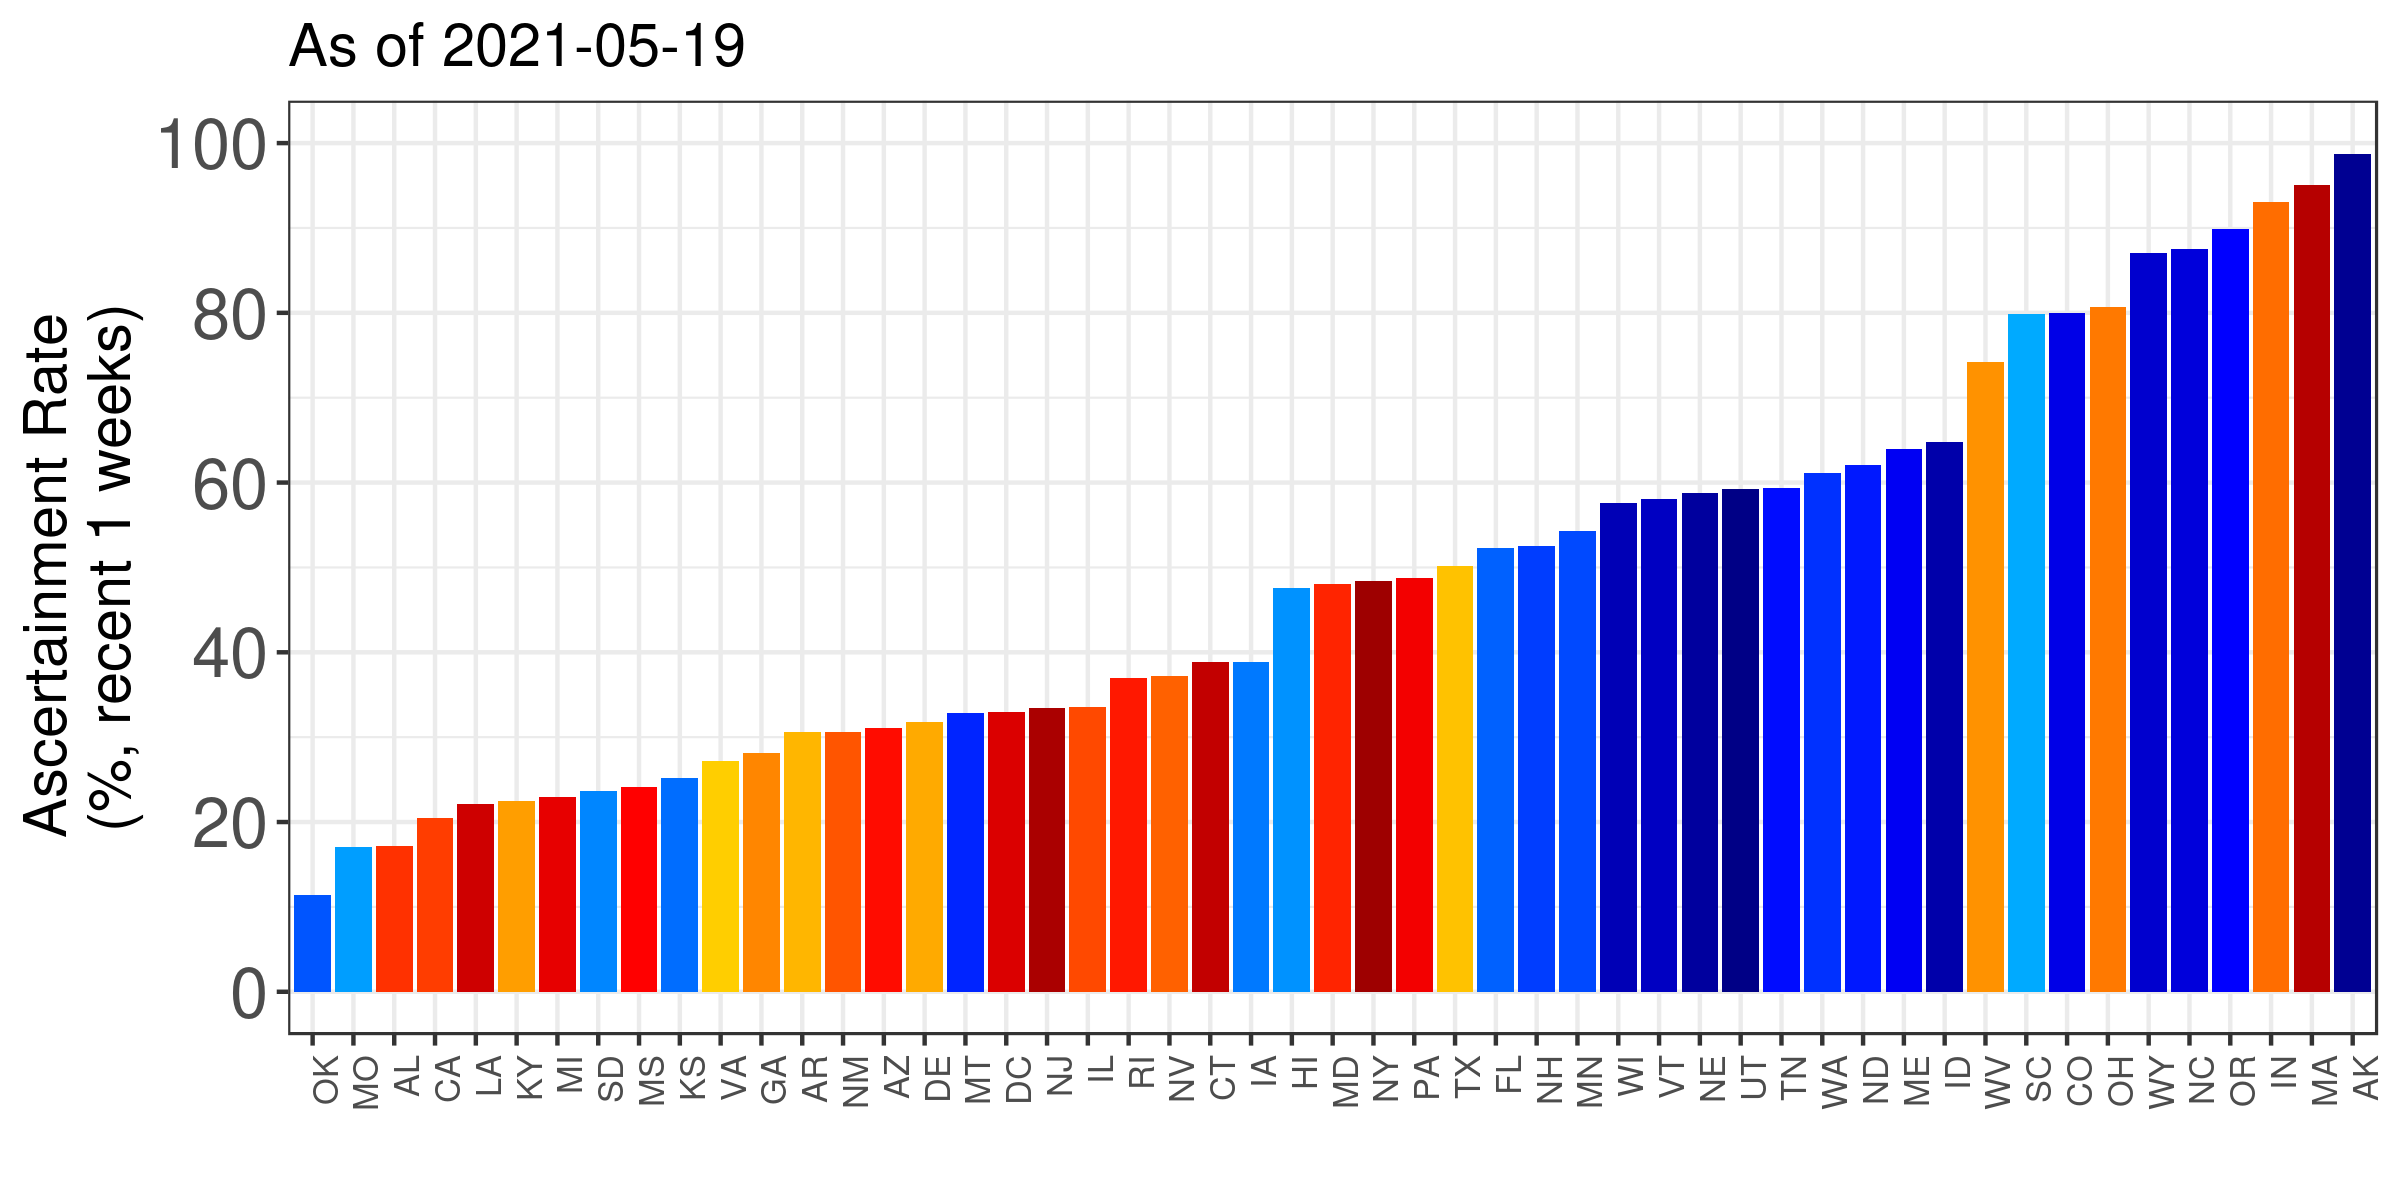 As of 2021-05-19
Ascertainment Rate
(%, recent 1 weeks)
100
80
60
40
20
0
OK MO AL CA LA KY MI SD MS KS VA GA AR NM AZ DE MT DC NJ IL RI NV CT IA HI MD NY PA TX FL NH MN WI VT NE UT TN WA ND ME ID WV SC CO OH WY NC OR IN MA AK